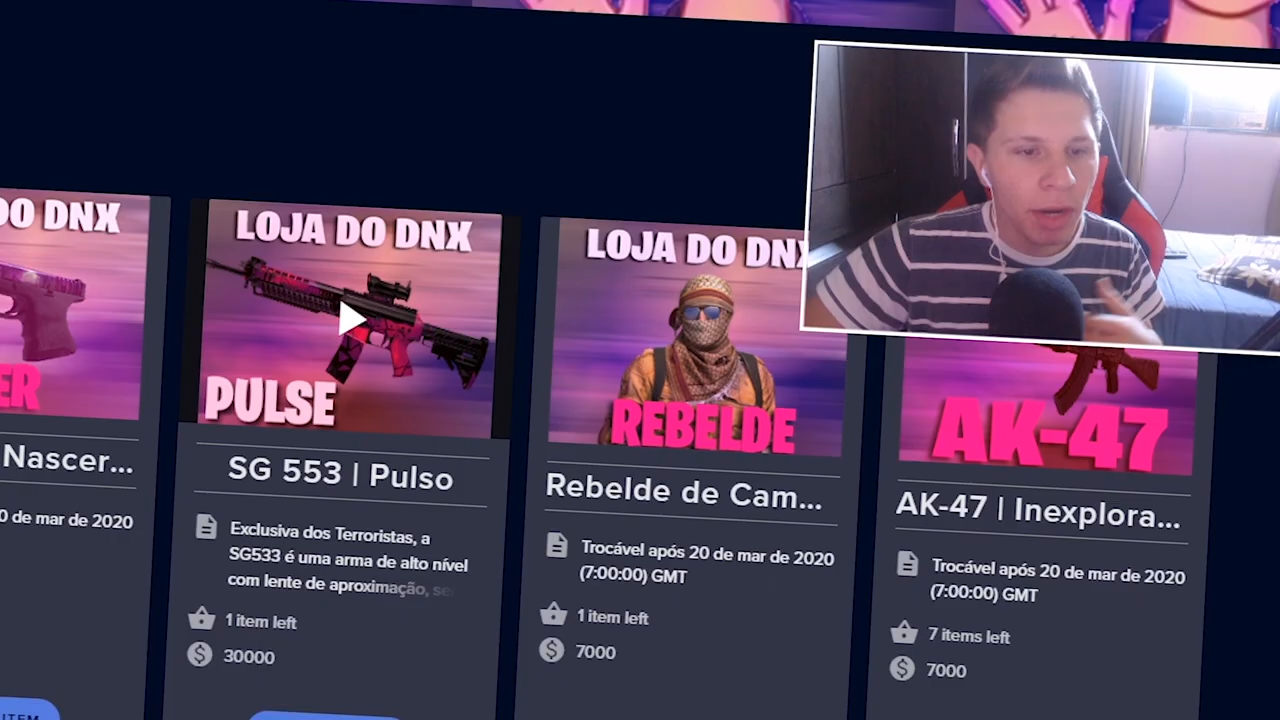 DO DNX
ER
Nascer...
0 de mar de 2020
ITEM
LOJA DO DNX
PULSE
SG 553 | Pulso
Exclusiva dos Terroristas, a
SG533 é uma arma de alto nível
com lente de aproximação,
1 item left
30000
LOJA DO DNX
REBELDE
Rebelde de Cam...
Trocável após 20 de mar de 2020
(7:00:00) GMT
1 item left
7000
AK-47
AK-47 | Inexplora...
Trocável após 20 de mar de 2020
(7:00:00) GMT
7 items left
7000